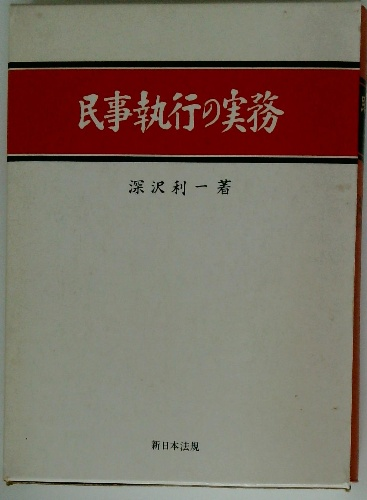 民事執行の実務
深沢利一著
新日本法規